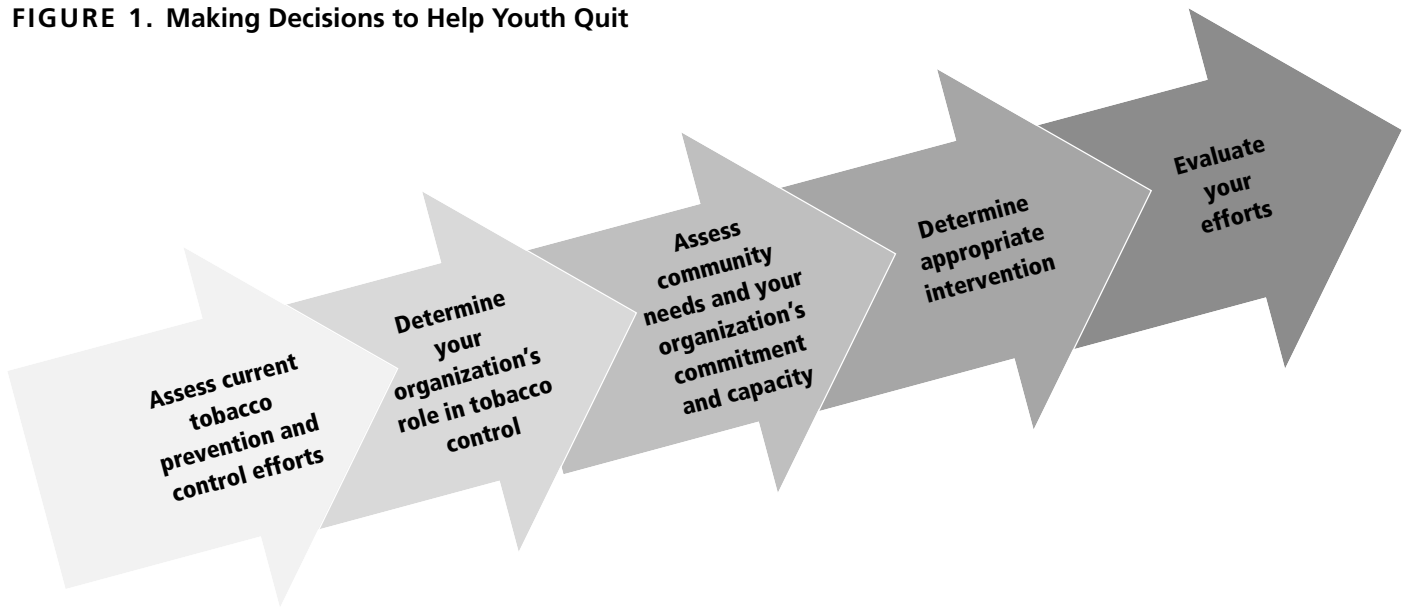 FIGURE 1. Making Decisions to Help Youth Quit
Assess current
tobacco
prevention and
control efforts
Determine
your
organization's
role in tobacco
control
Assess
community
needs and your
organization's
commitment
and capacity
Determine
appropriate
intervention
Evaluate
your
efforts